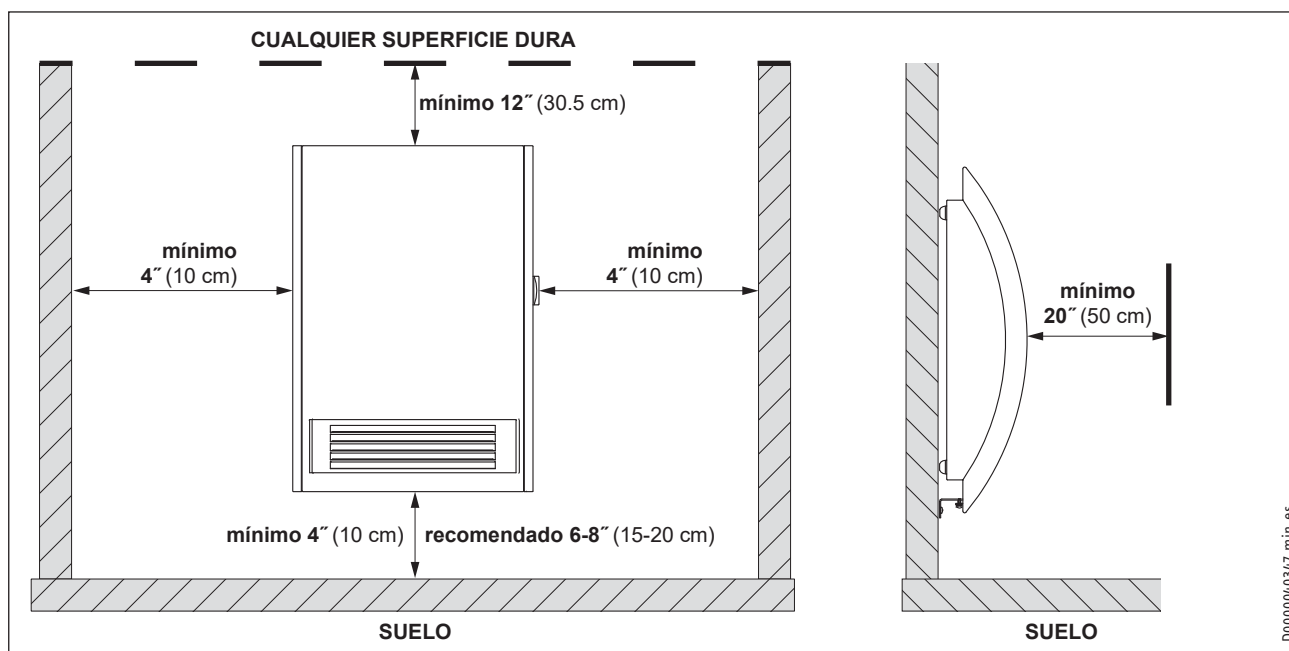 CUALQUIER SUPERFICIE DURA
mínimo 12˝ (30.5 cm)
mínimo
4˝ (10 cm)
mínimo
4˝ (10 cm)
mínimo 4˝ (10 cm) recomendado 6-8˝ (15-20 cm)
SUELO
mínimo
20˝ (50 cm)
SUELO
D0000040347_min_es